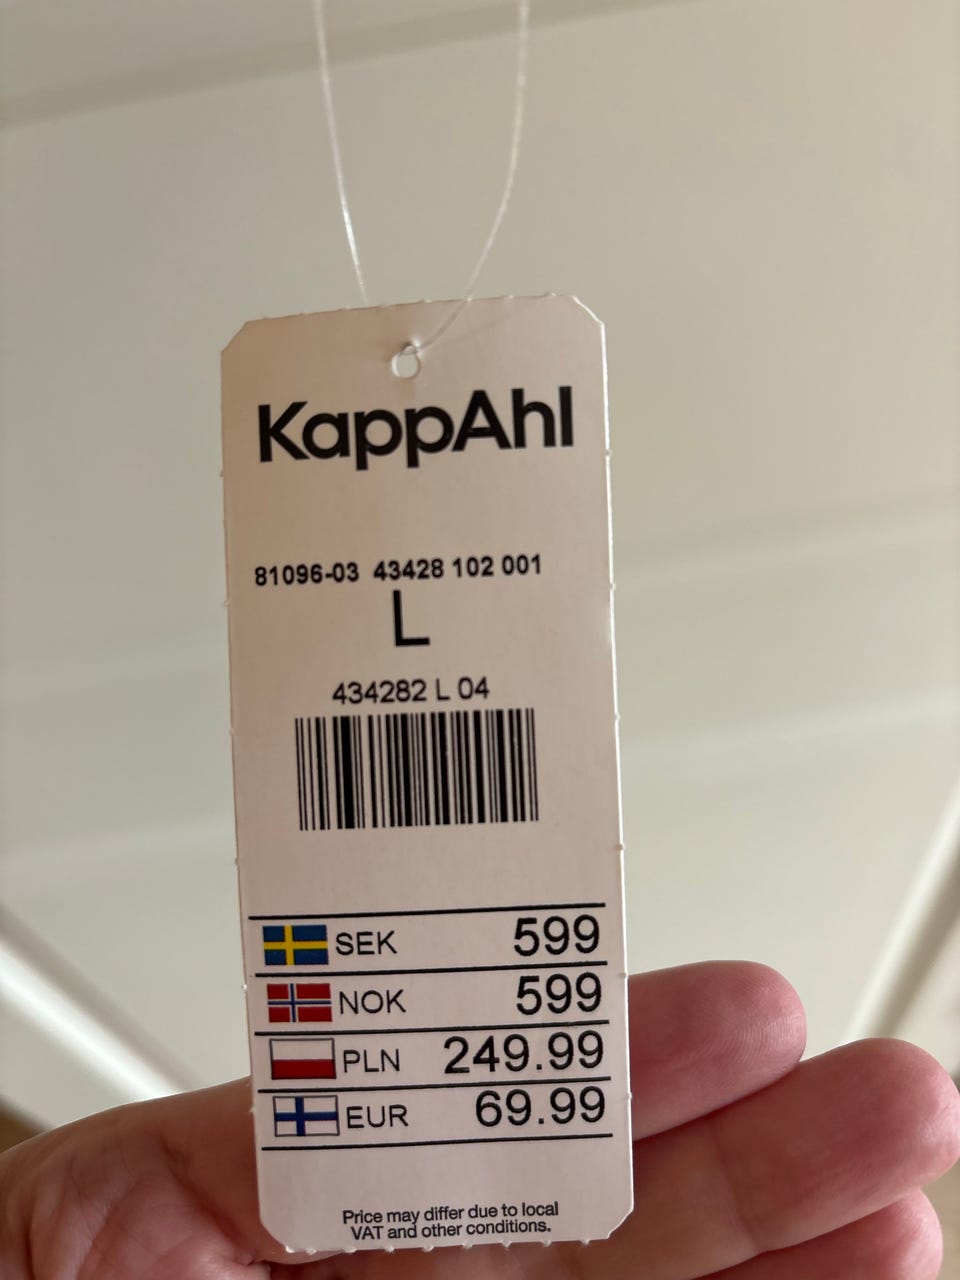 KappAhl
81096-03 43428 102 001
L
434282 L 04
SEK 599
NOK 599
PLN 249.99
EUR 69.99
Price may differ due to local
VAT and other conditions.